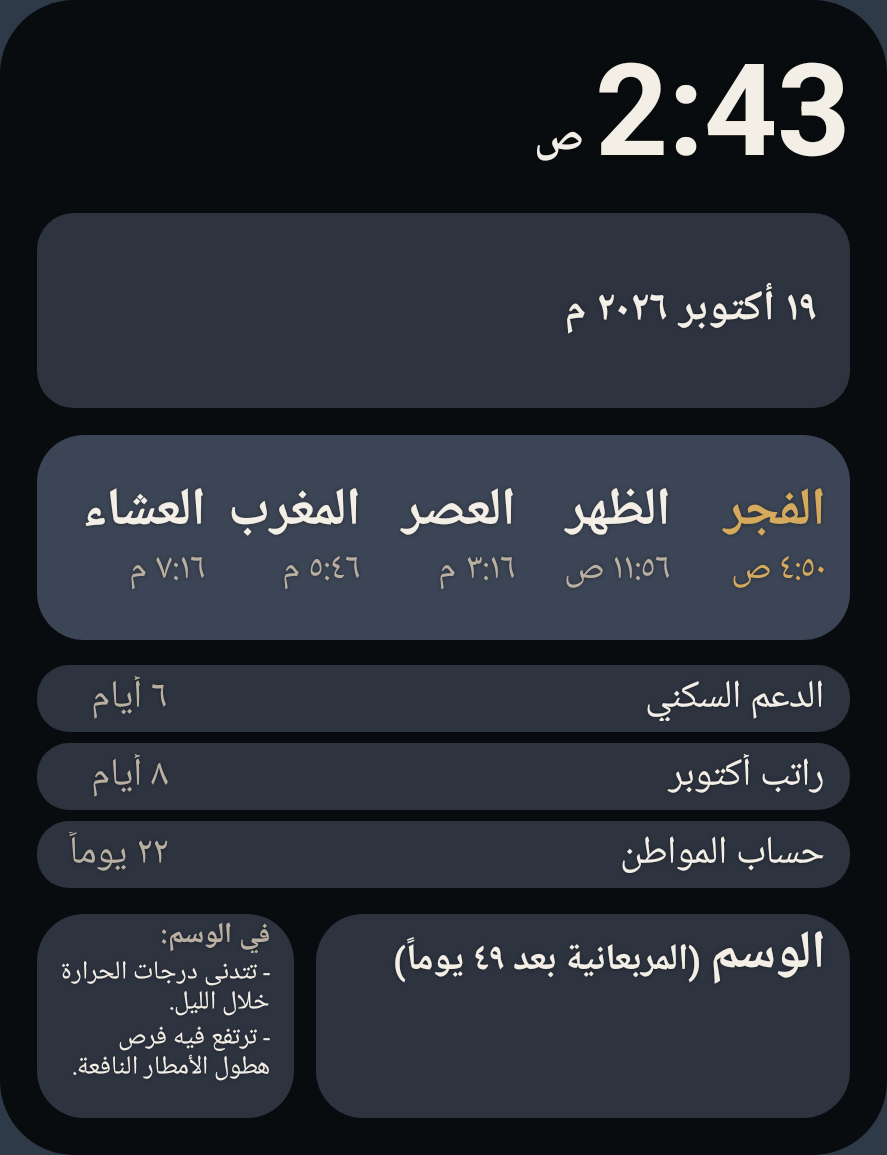 2:43 ص
١٩ أكتوبر ٢٠٢٦ م
الفجر الظهر العصر المغرب العشاء
٤:٥٠ ص ١١:٥٦ ص ٣:١٦ م ٥:٤٦ م ٧:١٦ م
الدعم السكني ٦ أيام
راتب أكتوبر ٨ أيام
حساب المواطن ٢٢ يوماً
الوسم (المربعانية بعد ٤٩ يوماً)
في الوسم:
- تتدنى درجات الحرارة
خلال الليل.
- ترتفع فيه فرص
هطول الأمطار النافعة.